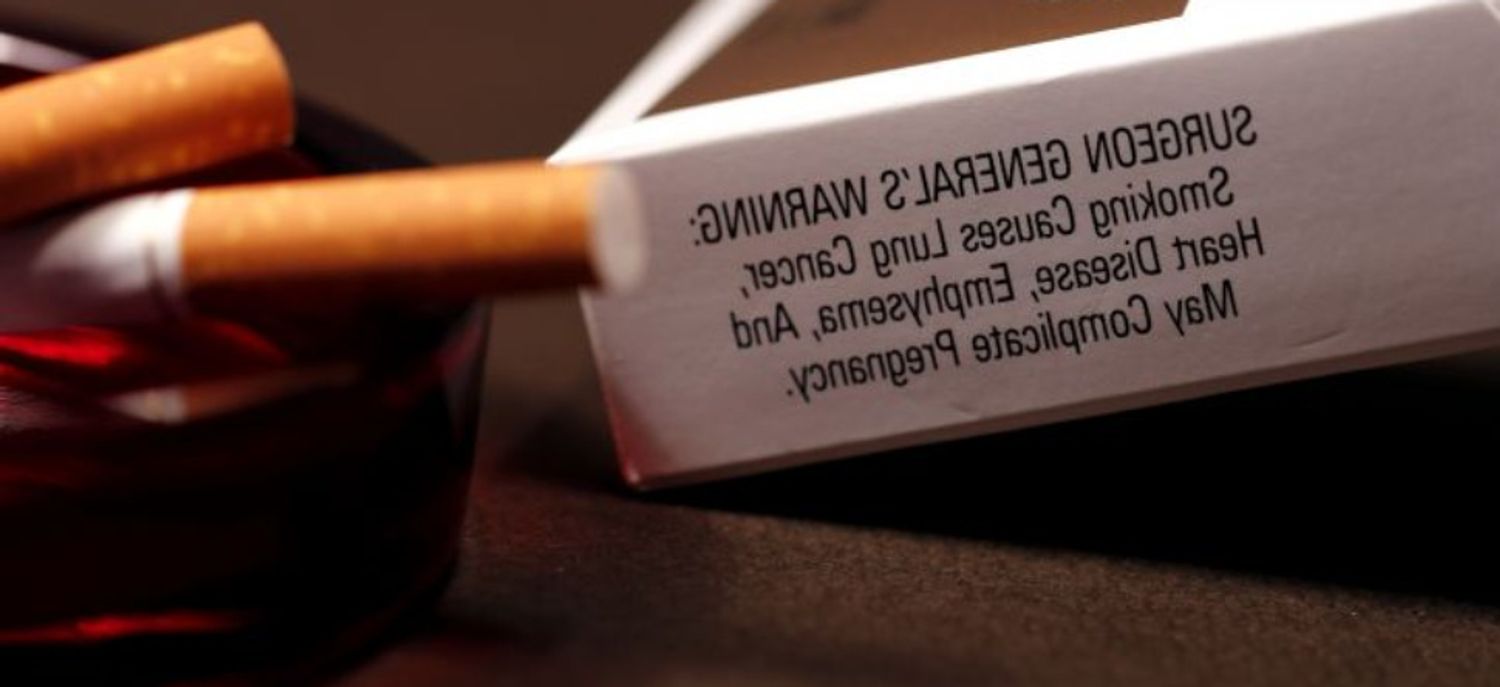 SURGEON GENERAL'S WARNING:
Smoking Causes Lung Cancer,
Heart Disease, Emphysema, And
May Complicate Pregnancy.